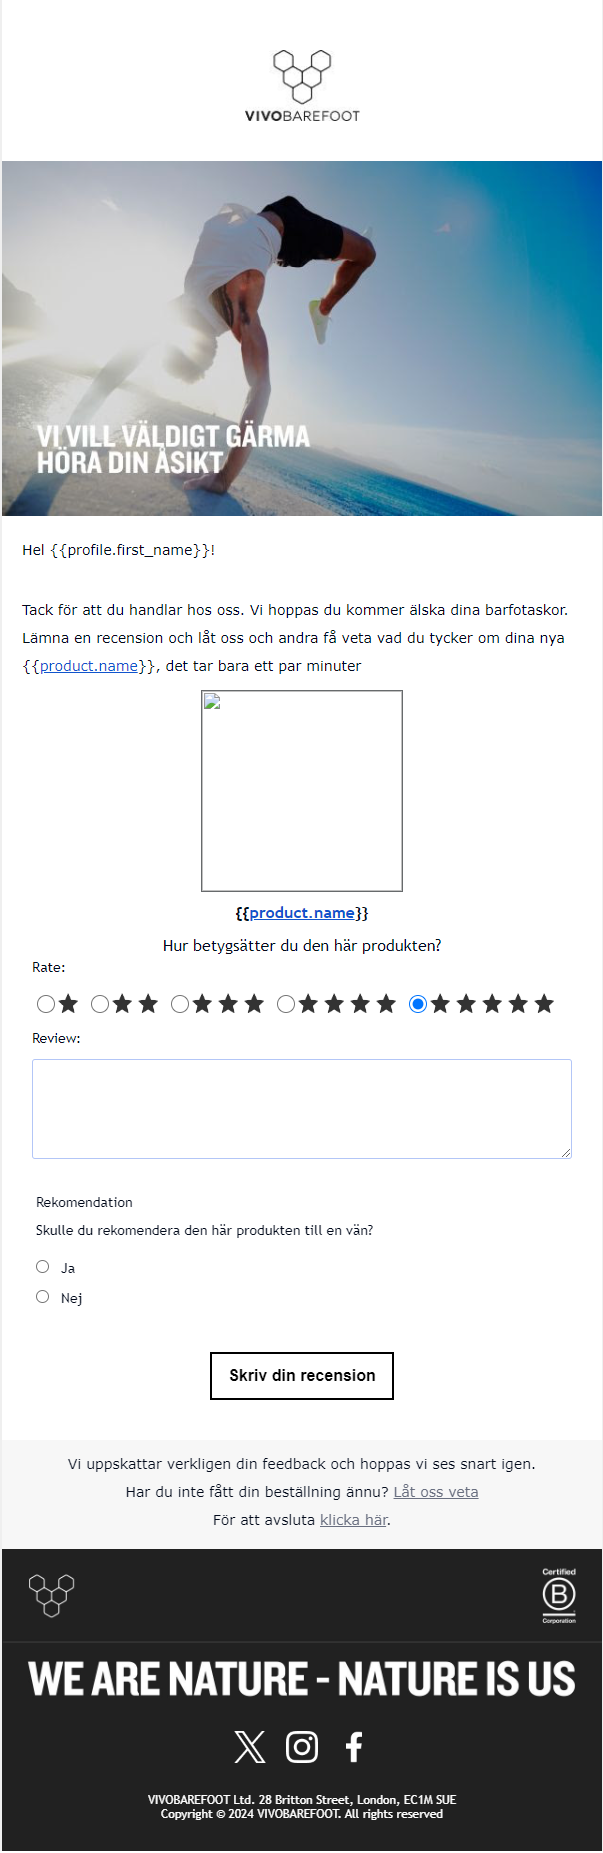 VIVOBAREFOOT
VI VILL VÄLDIGT GÄRMA
HÖRA DIN ÅSIKT
Hel {{profile.first_name}}!
Tack för att du handlar hos oss. Vi hoppas du kommer älska dina barfotaskor.
Lämna en recension och låt oss och andra få veta vad du tycker om dina nya
{{product.name}}, det tar bara ett par minuter
{{product.name}}
Hur betygsätter du den här produkten?
Rate:
Review:
Rekomendation
Skulle du rekomendera den här produkten till en vän?
Ja
Nej
Skriv din recension
Vi uppskattar verkligen din feedback och hoppas vi ses snart igen.
Har du inte fått din beställning ännu? Låt oss veta
För att avsluta klicka här.
Certified
B
Corporation
WE ARE NATURE - NATURE IS US
VIVOBAREFOOT Ltd. 28 Britton Street, London, EC1M 5UE
Copyright © 2024 VIVOBAREFOOT. All rights reserved